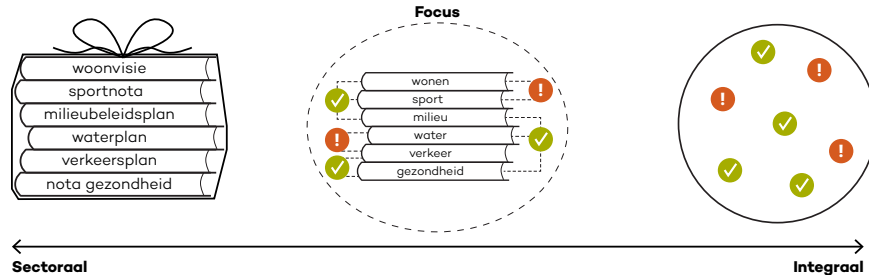 Focus
woonvisie
sportnota
milieubeleidsplan
waterplan
verkeersplan
nota gezondheid
wonen
sport
milieu
water
verkeer
gezondheid
Sectoraal
Integraal